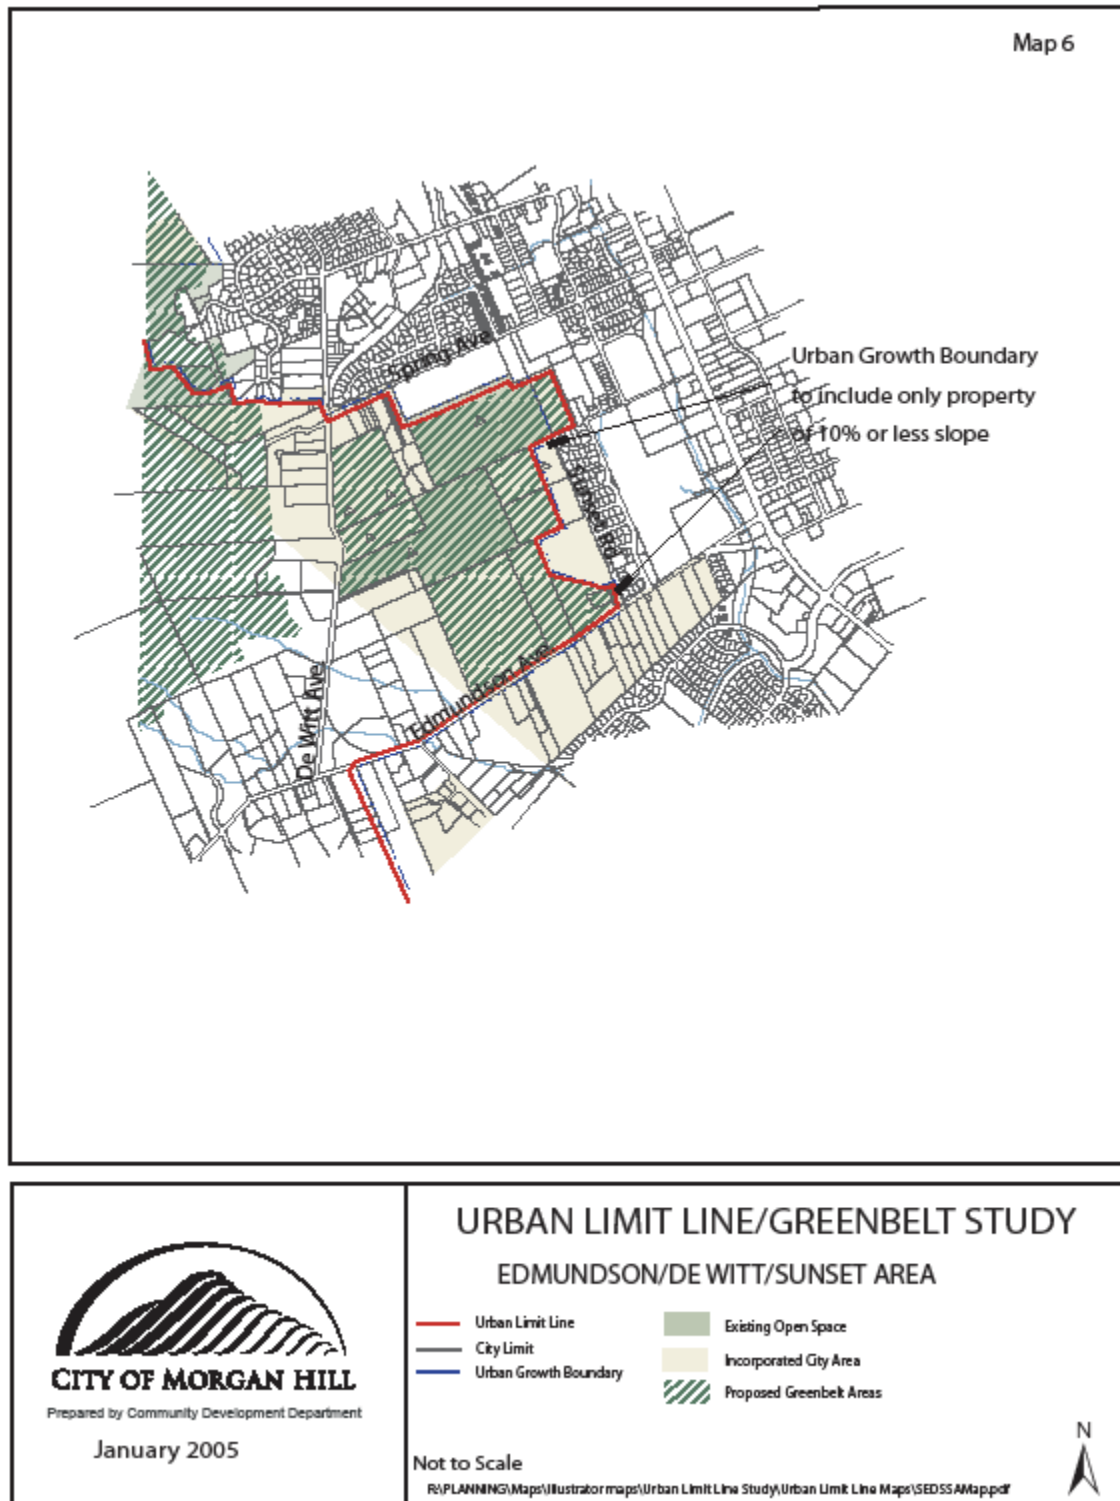 Map 6
Spring Ave
Urban Growth Boundary
to include only property
of 10% or less slope
Sunset Rd
Edmundson Ave
De Witt Ave
URBAN LIMIT LINE/GREENBELT STUDY
EDMUNDSON/DE WITT/SUNSET AREA
Urban Limit Line
City Limit
Urban Growth Boundary
Existing Open Space
Incorporated City Area
Proposed Greenbelt Areas
CITY OF MORGAN HILL
Prepared by Community Development Department
January 2005
Not to Scale
R:\PLANNING\Maps\Illustrator maps\Urban Limit Line Study\Urban Limit Line Maps\SEDSSAMap.pdf
N